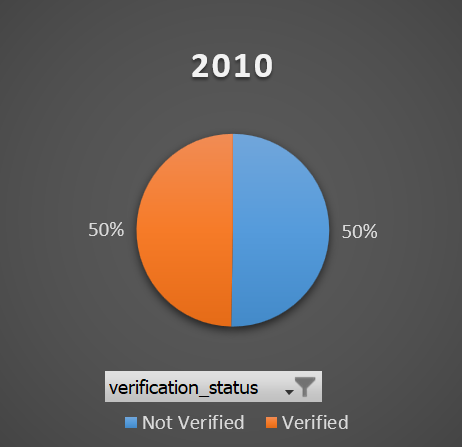 2010
50%
50%
verification_status
Not Verified
Verified